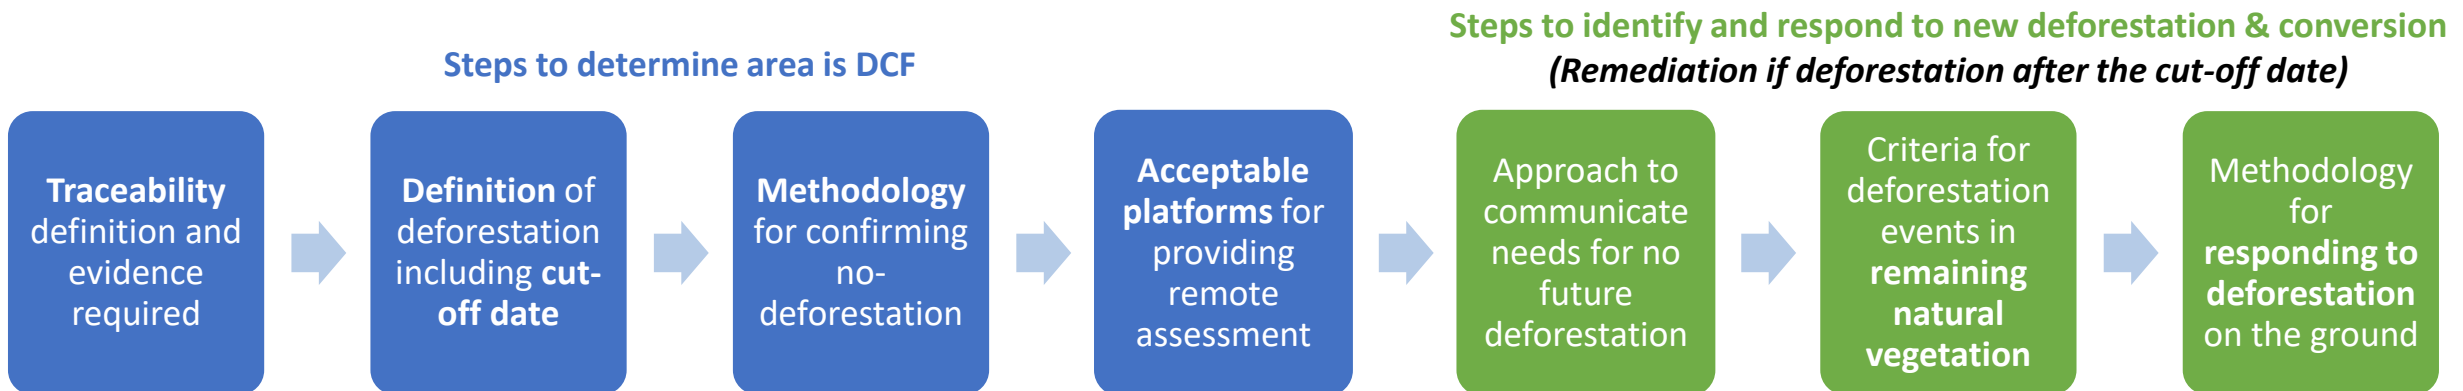 Steps to determine area is DCF
Steps to identify and respond to new deforestation & conversion
(Remediation if deforestation after the cut-off date)
Traceability
definition and
evidence
required
Definition of
deforestation
including cut-
off date
Methodology
for confirming
no-
deforestation
Acceptable
platforms for
providing
remote
assessment
Approach to
communicate
needs for no
future
deforestation
Criteria for
deforestation
events in
remaining
natural
vegetation
Methodology
for
responding to
deforestation
on the ground